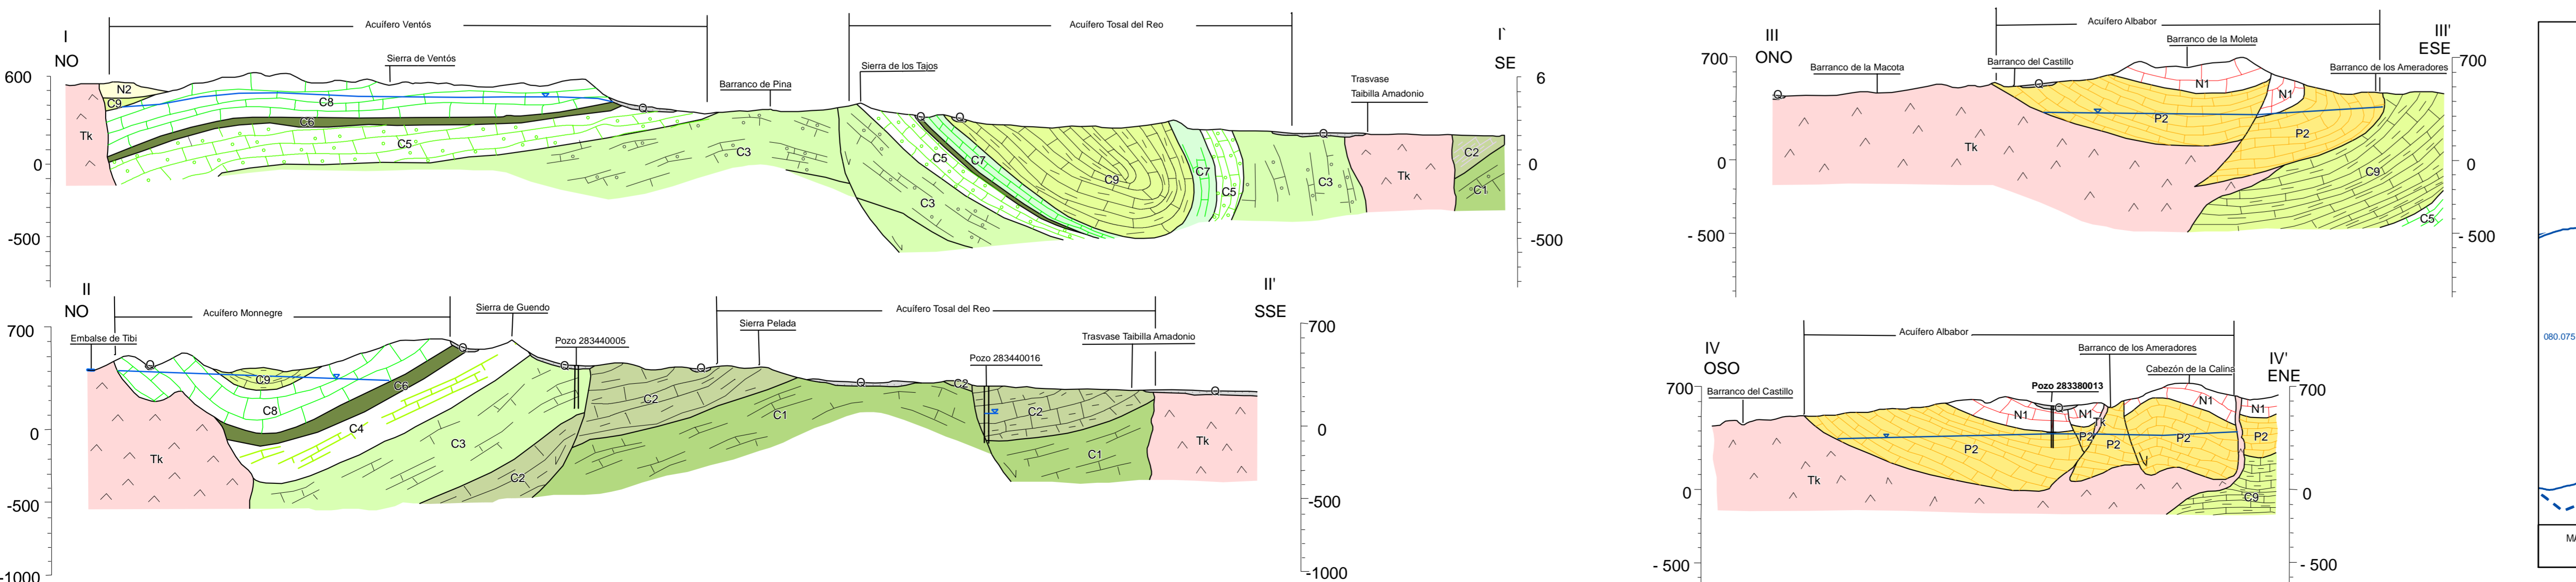 Acuífero Ventós
Acuífero Tosal del Reo
I
NO
I`
SE
Sierra de Ventós
Sierra de los Tajos
Barranco de Pina
Trasvase
Taibilla Amadonio
600
0
-500
6
0
-500
N2
C9
C8
C6
C5
Tk
Q
C3
C3
Q
Q
C5
C7
C9
C7
C5
C3
Q
Tk
C2
C1
II
NO
II'
SSE
Acuífero Monnegre
Sierra de Guendo
Acuífero Tosal del Reo
Embalse de Tibi
Pozo 283440005
Sierra Pelada
Pozo 283440016
Trasvase Taibilla Amadonio
700
0
-500
-1000
700
0
-500
-1000
Q
C9
C8
C6
C4
C3
C2
Tk
Q
Q
C2
Q
C1
Q
C2
C2
C1
Tk
Q
III
ONO
III'
ESE
Acuífero Albabor
Barranco de la Macota
Barranco del Castillo
Barranco de la Moleta
Barranco de los Ameradores
700
0
- 500
700
0
- 500
Q
Q
N1
N1
P2
P2
Tk
C9
C5
IV
OSO
IV'
ENE
Acuífero Albabor
Barranco del Castillo
Barranco de los Ameradores
Pozo 283380013
Cabezón de la Calina
700
0
- 500
700
0
- 500
N1
Q
N1
Tk
N1
N1
P2
P2
P2
P2
P2
Tk
C9
080.075
MA